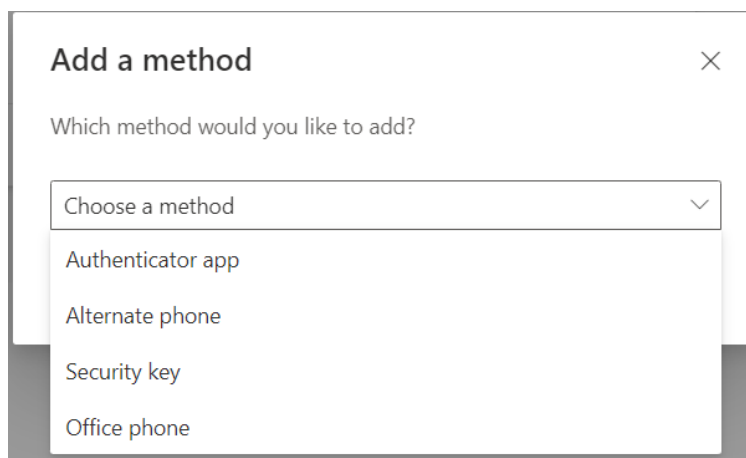 Add a method
Which method would you like to add?
Choose a method
Authenticator app
Alternate phone
Security key
Office phone